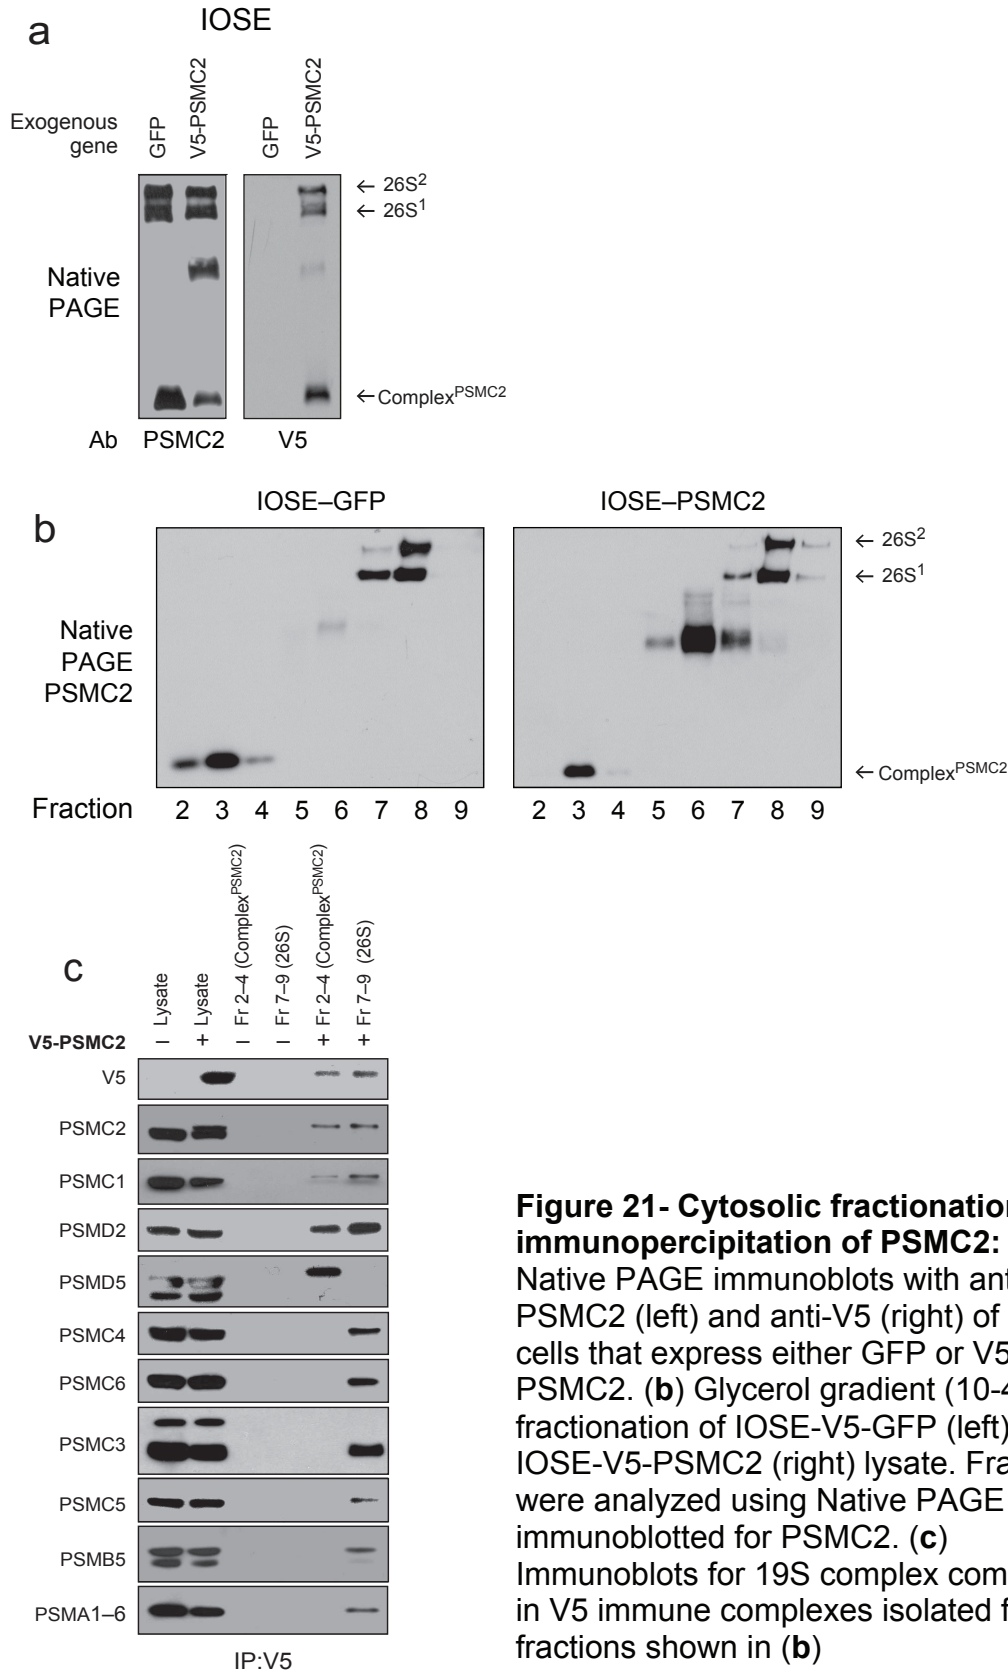 a
IOSE
Exogenous gene
GFP
V5-PSMC2
GFP
V5-PSMC2
← 26S2
← 26S1
Native
PAGE
←ComplexPSMC2
Ab PSMC2 V5
b
IOSE–GFP IOSE–PSMC2
← 26S2
← 26S1
Native
PAGE
PSMC2
← ComplexPSMC2
Fraction 2 3 4 5 6 7 8 9 2 3 4 5 6 7 8 9
c
– Lysate
+ Lysate
– Fr 2–4 (ComplexPSMC2)
– Fr 7–9 (26S)
+ Fr 2–4 (ComplexPSMC2)
+ Fr 7–9 (26S)
V5-PSMC2
V5
PSMC2
PSMC1
PSMD2
PSMD5
PSMC4
PSMC6
PSMC3
PSMC5
PSMB5
PSMA1–6
IP:V5
Figure 21- Cytosolic fractionation
immunopercipitation of PSMC2:
Native PAGE immunoblots with ant
PSMC2 (left) and anti-V5 (right) of
cells that express either GFP or V5
PSMC2. (b) Glycerol gradient (10-4
fractionation of IOSE-V5-GFP (left)
IOSE-V5-PSMC2 (right) lysate. Fra
were analyzed using Native PAGE
immunoblotted for PSMC2. (c)
Immunoblots for 19S complex com
in V5 immune complexes isolated f
fractions shown in (b)